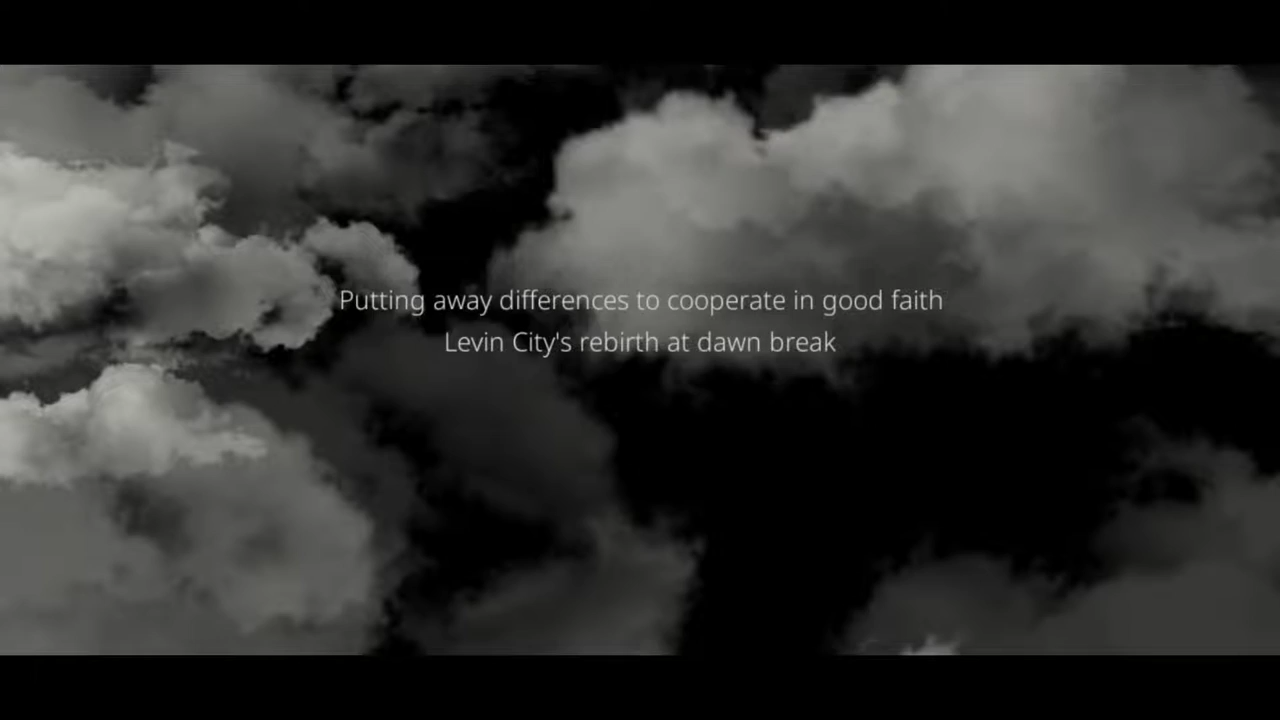 Putting away differences to cooperate in good faith
Levin City's rebirth at dawn break